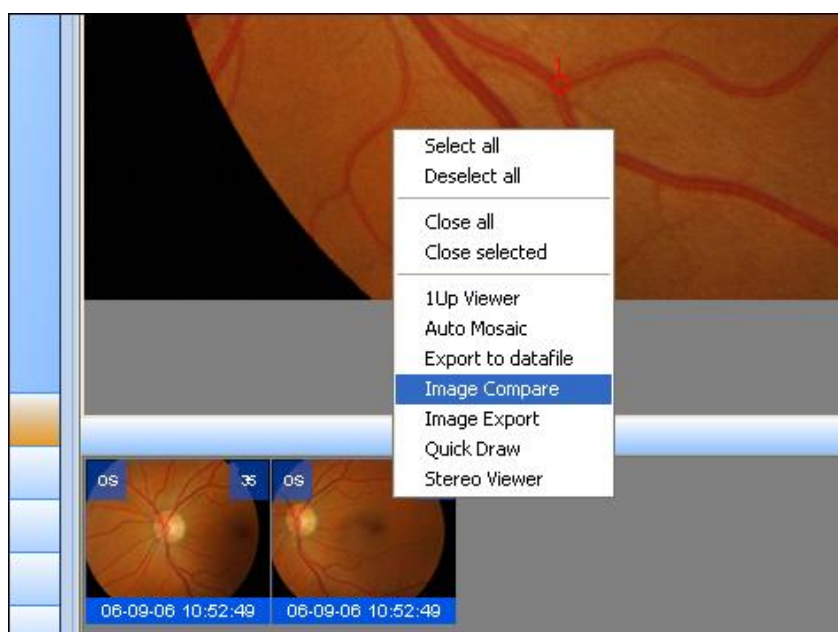 Select all
Deselect all
Close all
Close selected
1Up Viewer
Auto Mosaic
Export to datafile
Image Compare
Image Export
Quick Draw
Stereo Viewer
OS 35 OS
06-09-06 10:52:49 06-09-06 10:52:49